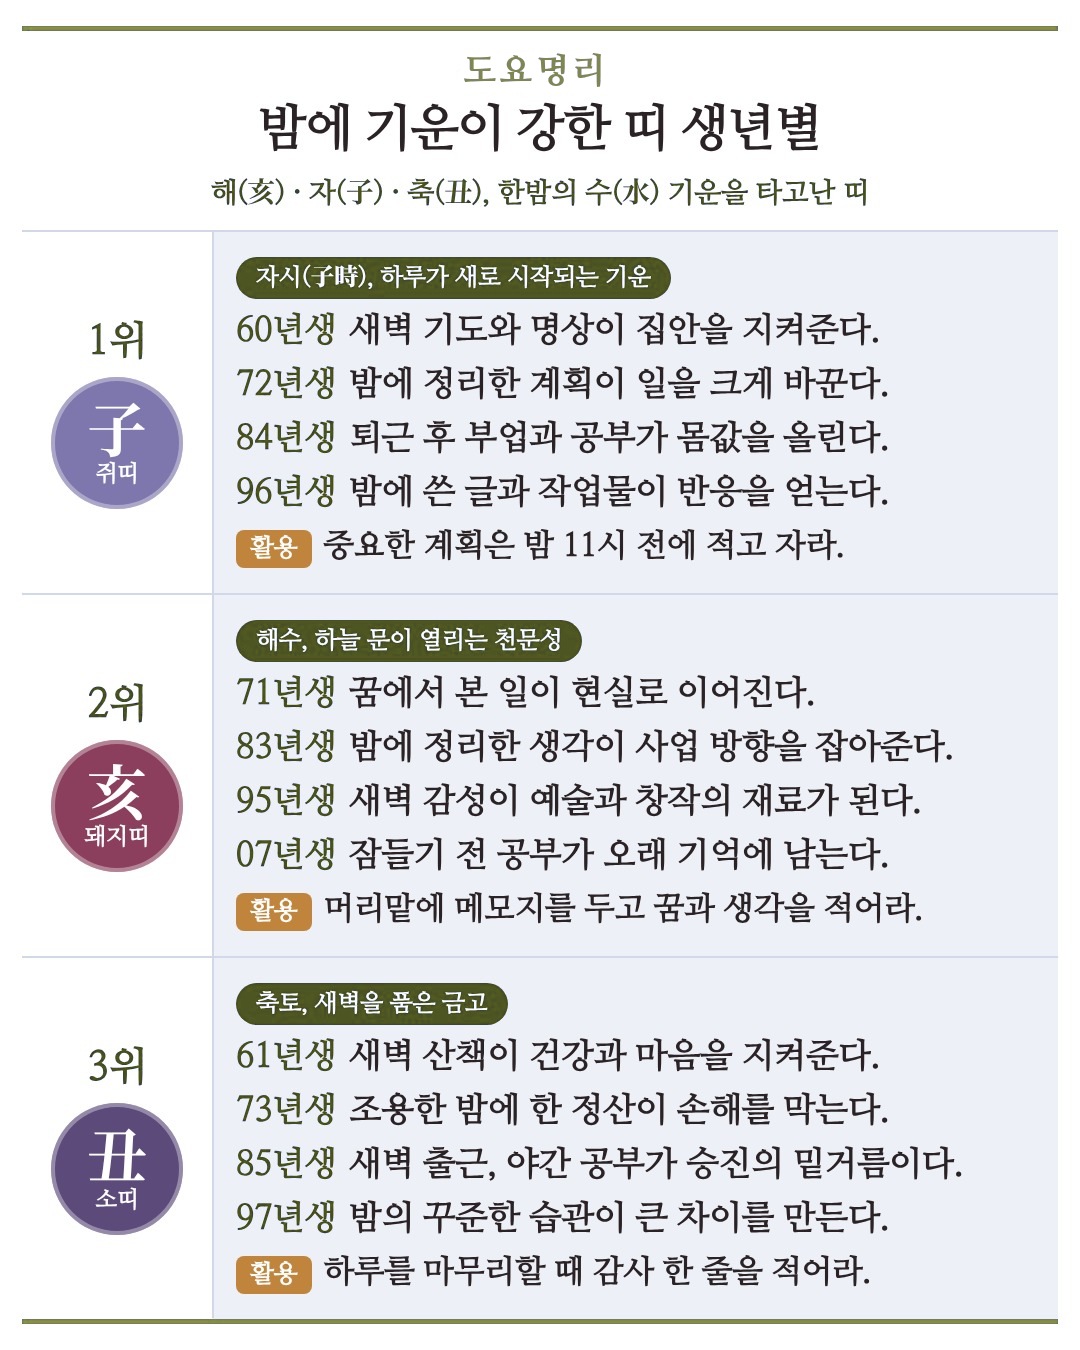 도요명리
밤에 기운이 강한 띠 생년별
해(亥) · 자(子) · 축(丑), 한밤의 수(水) 기운을 타고난 띠
1위
子
쥐띠
자시(子時), 하루가 새로 시작되는 기운
60년생 새벽 기도와 명상이 집안을 지켜준다.
72년생 밤에 정리한 계획이 일을 크게 바꾼다.
84년생 퇴근 후 부업과 공부가 몸값을 올린다.
96년생 밤에 쓴 글과 작업물이 반응을 얻는다.
활용 중요한 계획은 밤 11시 전에 적고 자라.
2위
亥
돼지띠
해수, 하늘 문이 열리는 천문성
71년생 꿈에서 본 일이 현실로 이어진다.
83년생 밤에 정리한 생각이 사업 방향을 잡아준다.
95년생 새벽 감성이 예술과 창작의 재료가 된다.
07년생 잠들기 전 공부가 오래 기억에 남는다.
활용 머리맡에 메모지를 두고 꿈과 생각을 적어라.
3위
丑
소띠
축토, 새벽을 품은 금고
61년생 새벽 산책이 건강과 마음을 지켜준다.
73년생 조용한 밤에 한 정산이 손해를 막는다.
85년생 새벽 출근, 야간 공부가 승진의 밑거름이다.
97년생 밤의 꾸준한 습관이 큰 차이를 만든다.
활용 하루를 마무리할 때 감사 한 줄을 적어라.